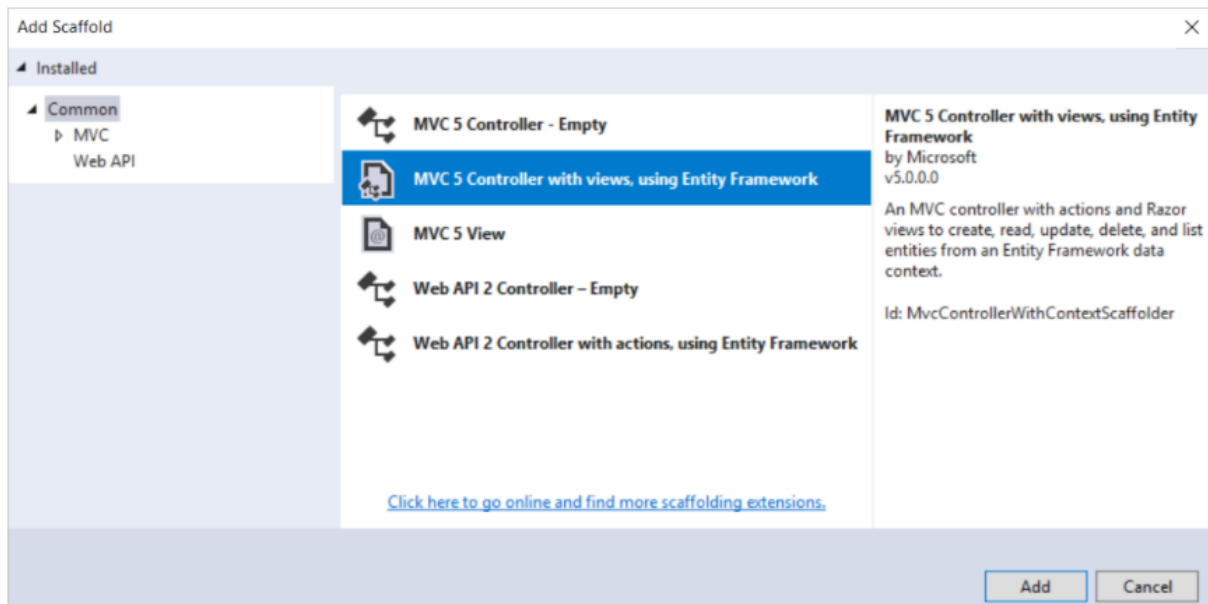 Add Scaffold
Installed
Common
MVC
Web API
MVC 5 Controller - Empty
MVC 5 Controller with views, using Entity Framework
MVC 5 View
Web API 2 Controller – Empty
Web API 2 Controller with actions, using Entity Framework
Click here to go online and find more scaffolding extensions.
MVC 5 Controller with views, using Entity
Framework
by Microsoft
v5.0.0.0
An MVC controller with actions and Razor
views to create, read, update, delete, and list
entities from an Entity Framework data
context.
Id: MvcControllerWithContextScaffolder
Add
Cancel